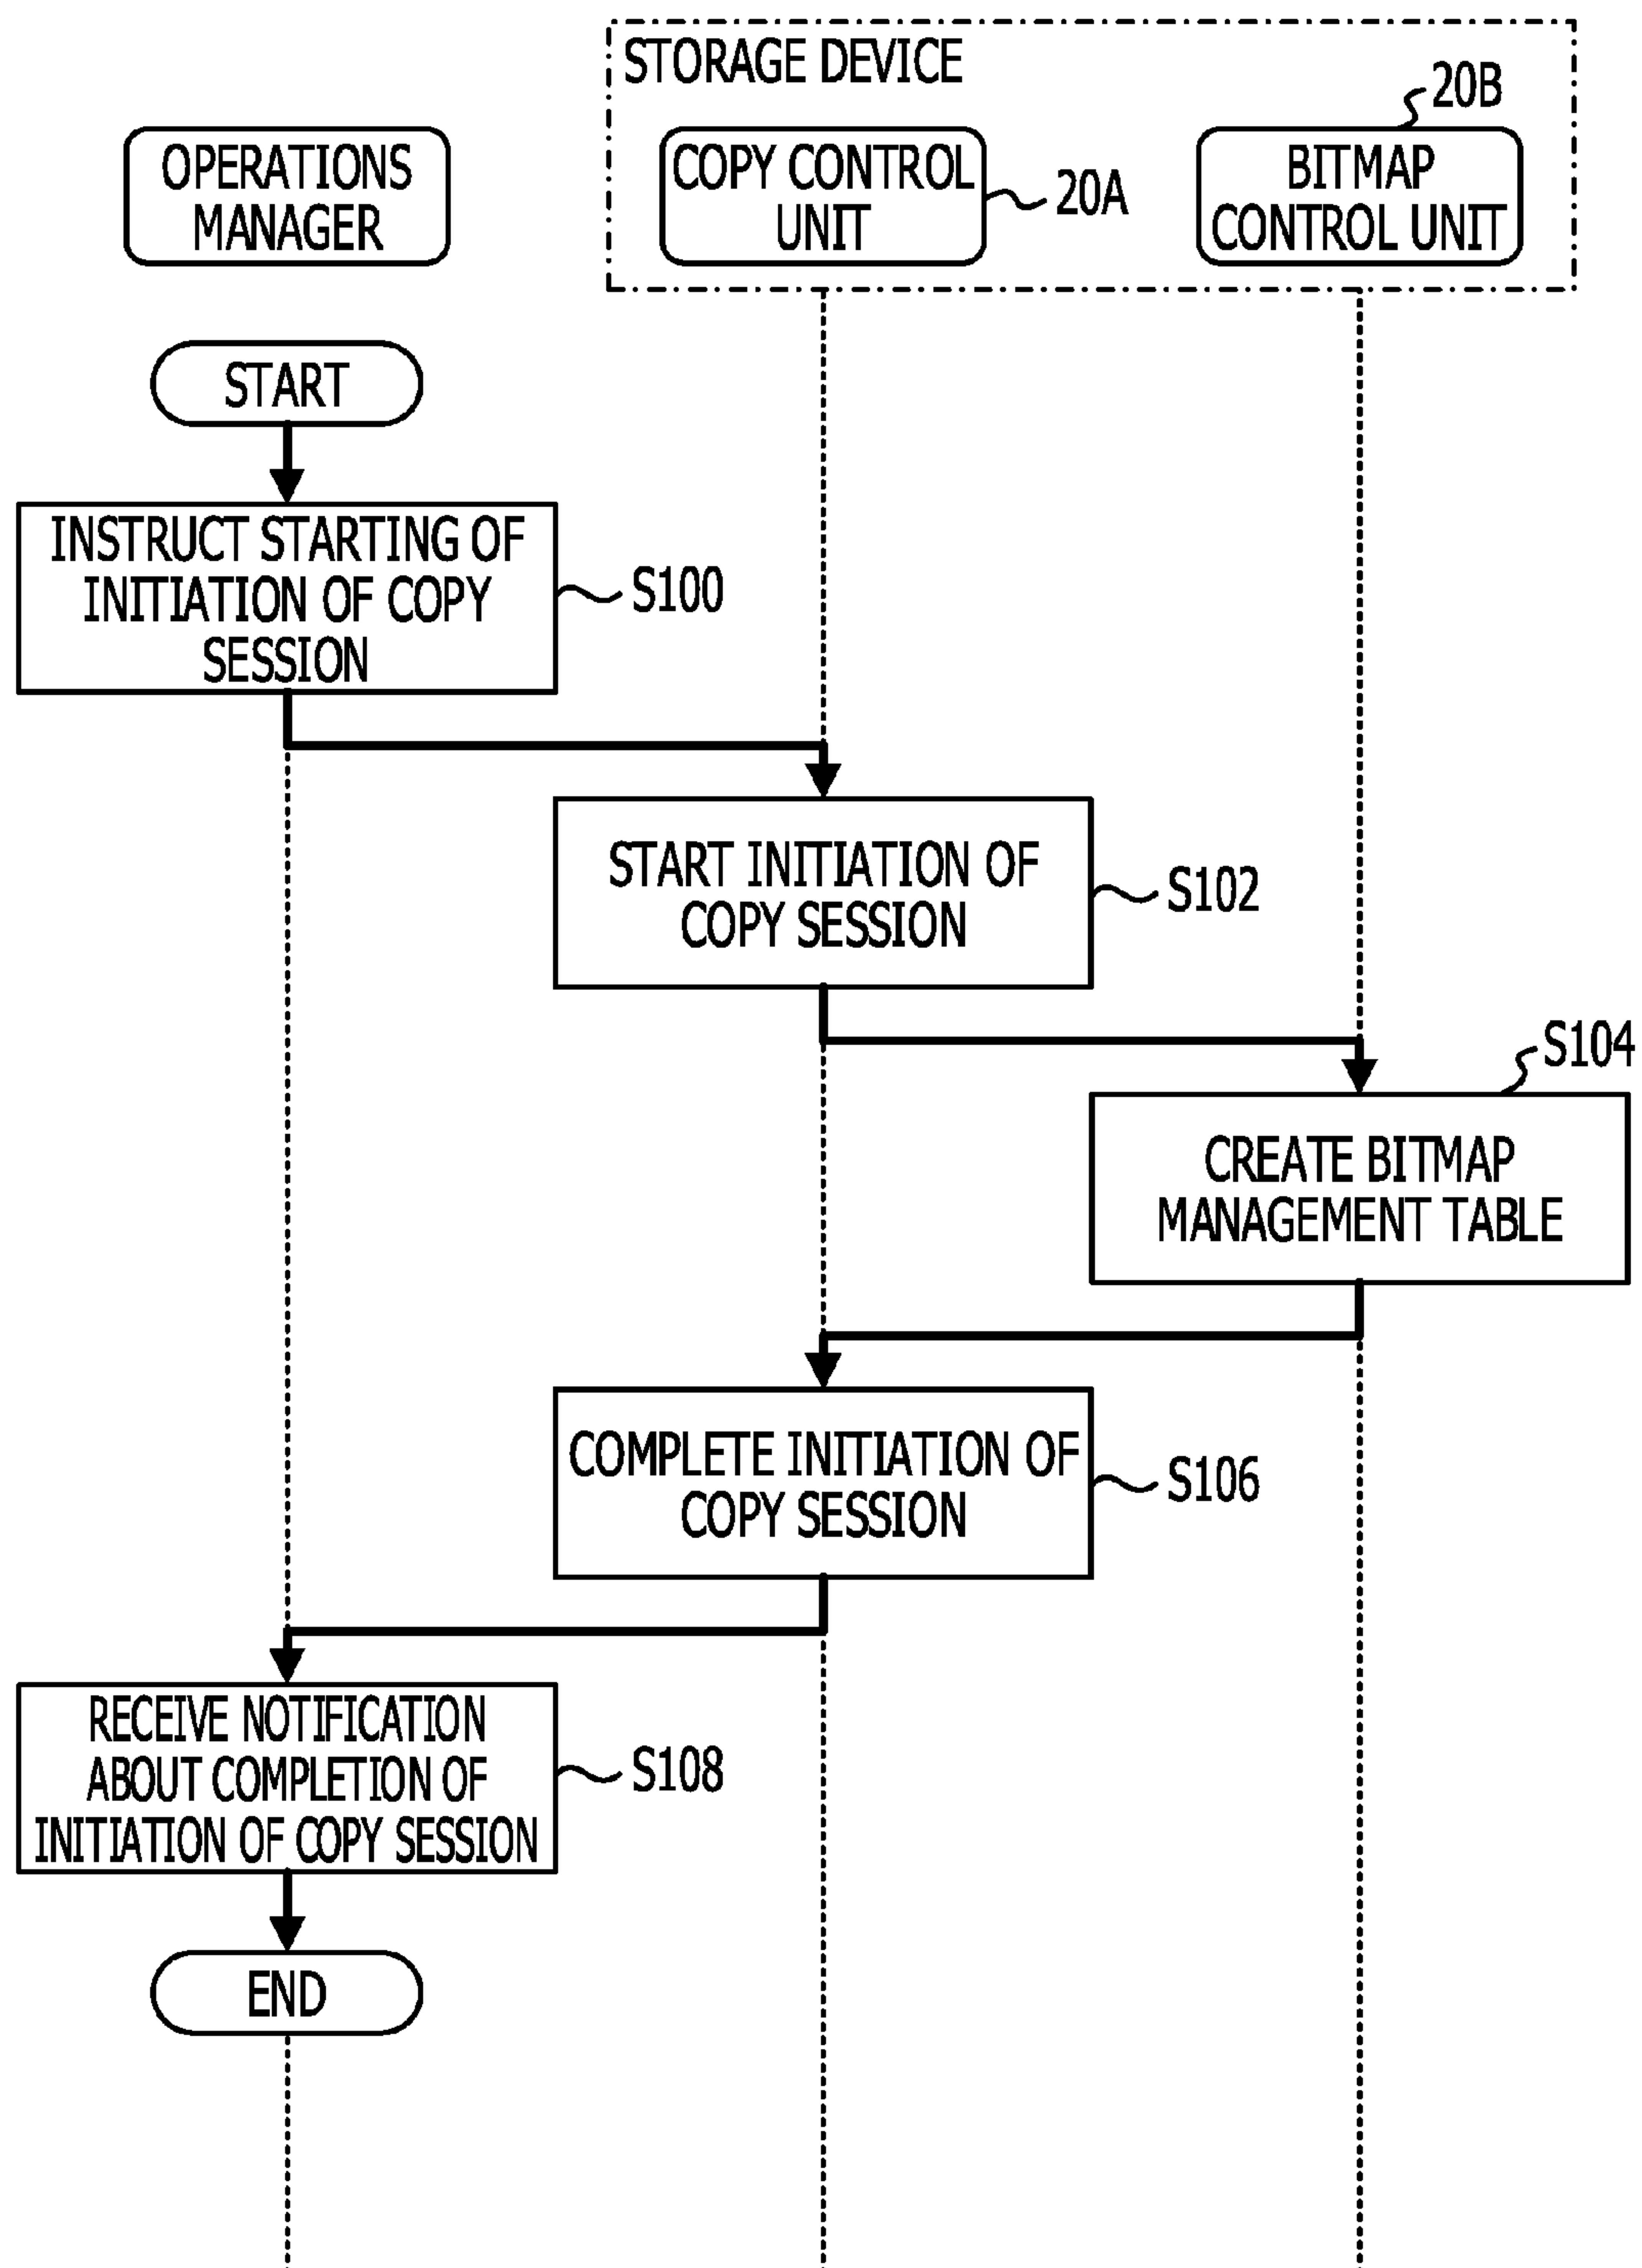 STORAGE DEVICE
20B
OPERATIONS
MANAGER
COPY CONTROL
UNIT
20A
BITMAP
CONTROL UNIT
START
INSTRUCT STARTING OF
INITIATION OF COPY
SESSION
S100
START INITIATION OF
COPY SESSION
S102
S104
CREATE BITMAP
MANAGEMENT TABLE
COMPLETE INITIATION OF
COPY SESSION
S106
RECEIVE NOTIFICATION
ABOUT COMPLETION OF
INITIATION OF COPY SESSION
S108
END